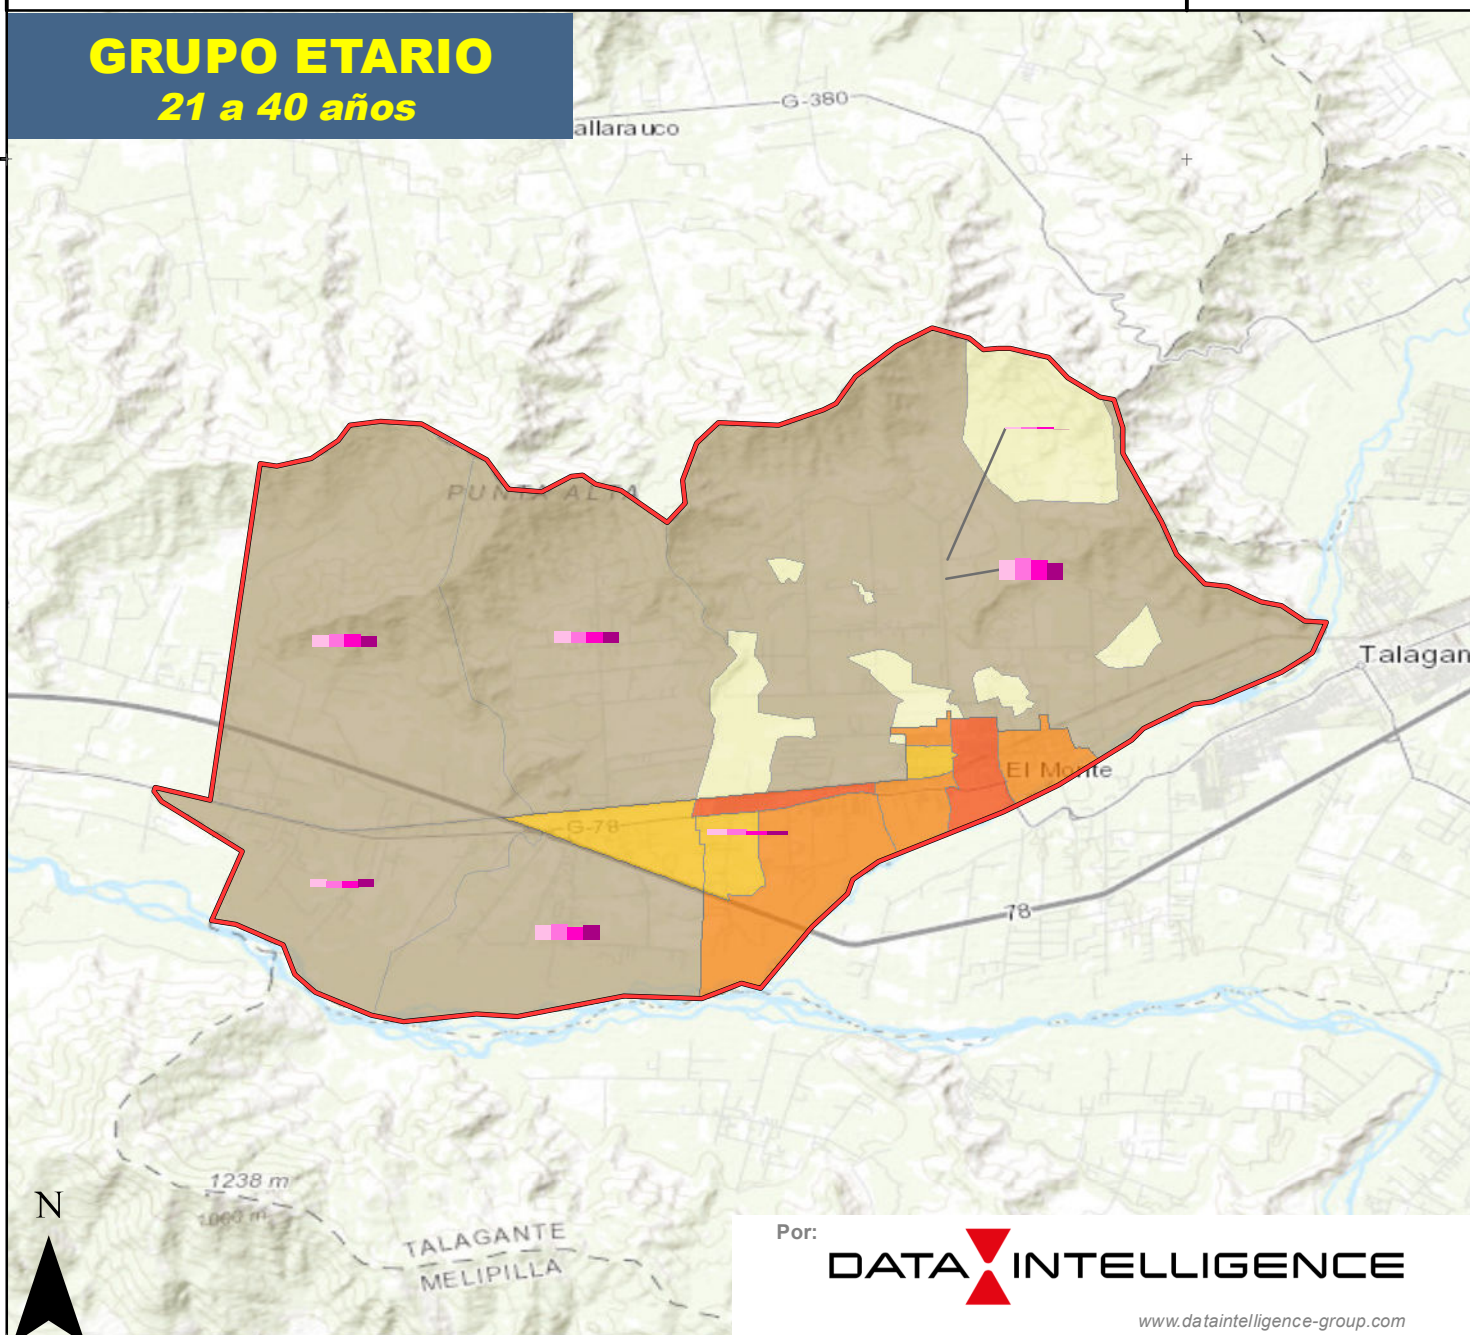 GRUPO ETARIO
21 a 40 años
G-380
allarauco
PUNTA ALTA
Talagan
El Monte
G-78
78
1238 m
1000 m
N
TALAGANTE
MELIPILLA
Por:
DATA INTELLIGENCE
www.dataintelligence-group.com